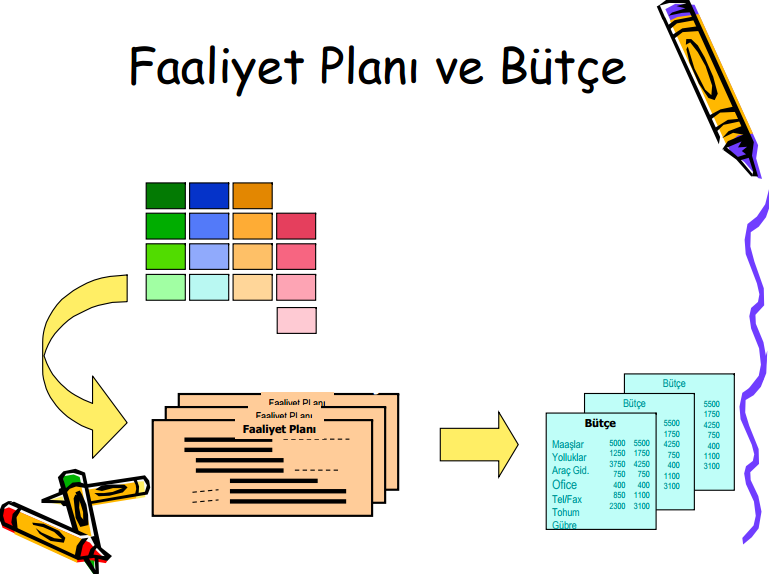 Faaliyet Planı ve Bütçe
Faaliyet Planı
Faaliyet Planı
Faaliyet Planı
Bütçe
5500
1750
4250
750
400
1100
3100
Bütçe
5500
1750
4250
750
400
1100
3100
Bütçe
Maaşlar 5000 5500
Yolluklar 1250 1750
Araç Gid. 3750 4250
Ofice 750 750
Tel/Fax 400 400
Tohum 850 1100
Gübre 2300 3100